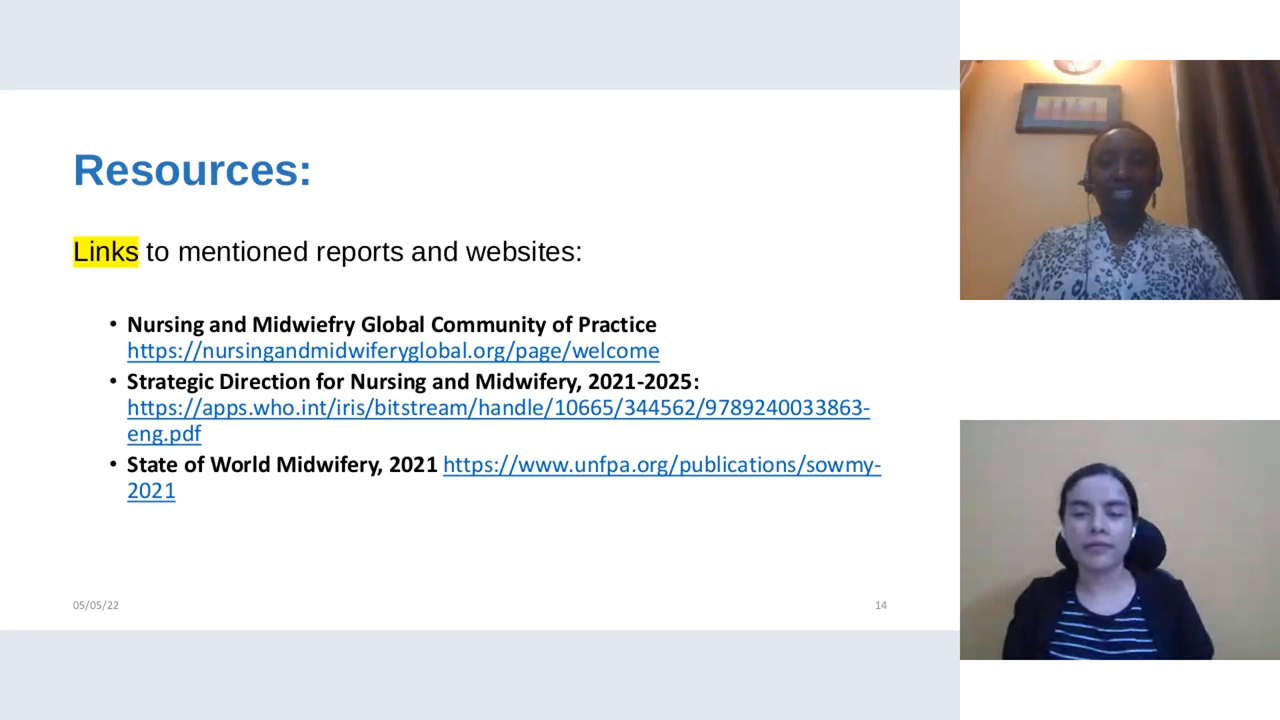 Resources:
Links to mentioned reports and websites:
• Nursing and Midwiefry Global Community of Practice
https://nursingandmidwiferyglobal.org/page/welcome
• Strategic Direction for Nursing and Midwifery, 2021-2025:
https://apps.who.int/iris/bitstream/handle/10665/344562/9789240033863-
eng.pdf
• State of World Midwifery, 2021 https://www.unfpa.org/publications/sowmy-
2021
05/05/22
14